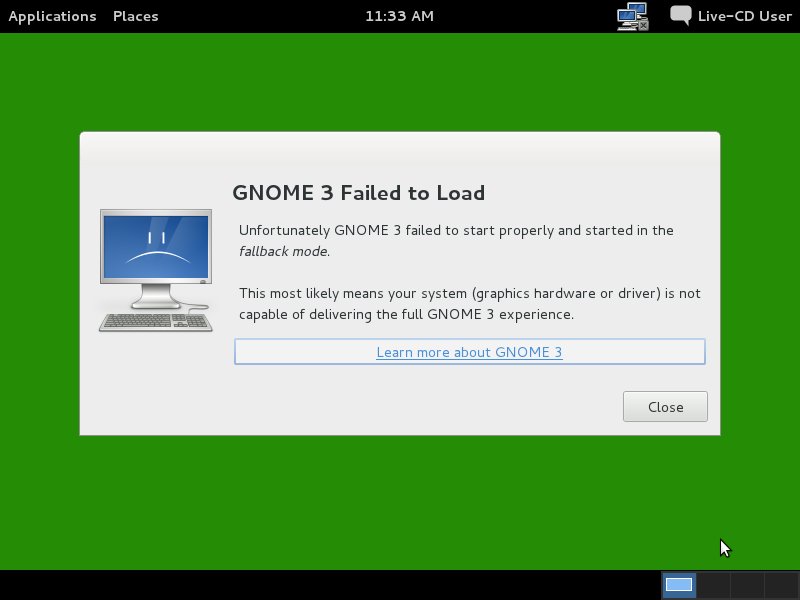 Applications Places 11:33 AM Live-CD User
GNOME 3 Failed to Load
Unfortunately GNOME 3 failed to start properly and started in the
fallback mode.
This most likely means your system (graphics hardware or driver) is not
capable of delivering the full GNOME 3 experience.
Learn more about GNOME 3
Close